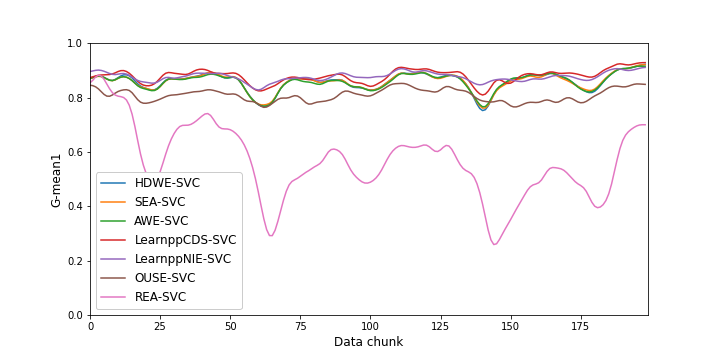 1.0
0.8
0.6
0.4
0.2
0.0
G-mean1
HDWE-SVC
SEA-SVC
AWE-SVC
LearnppCDS-SVC
LearnppNIE-SVC
OUSE-SVC
REA-SVC
0 25 50 75 100 125 150 175
Data chunk